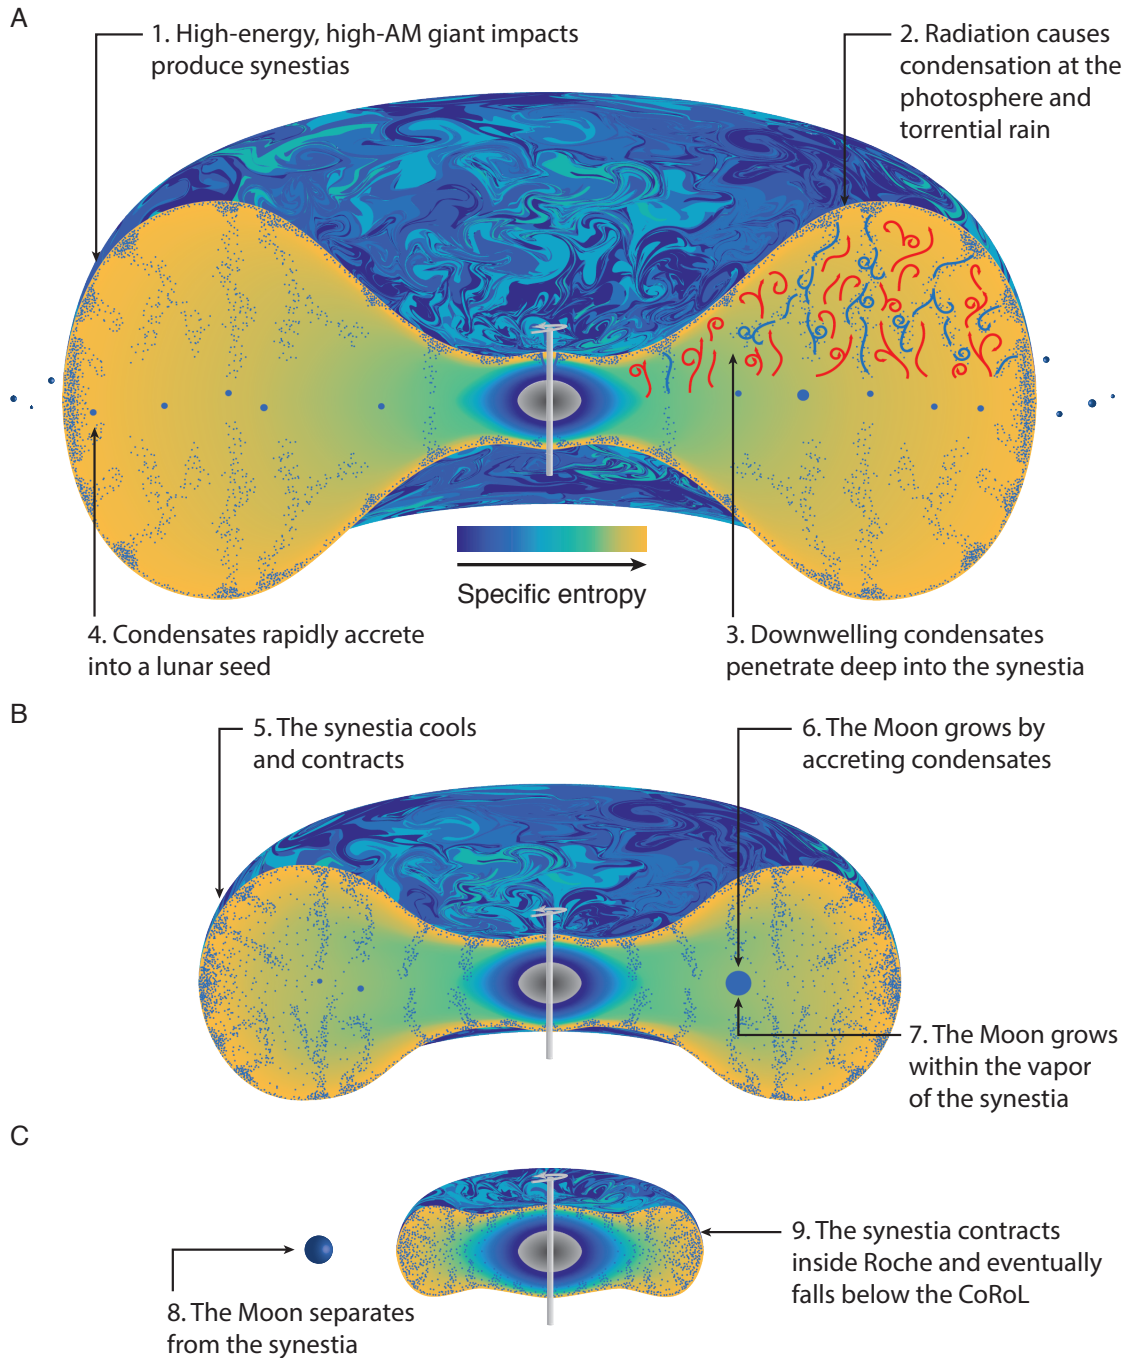 A
1. High-energy, high-AM giant impacts
produce synestias
2. Radiation causes
condensation at the
photosphere and
torrential rain
Specific entropy
4. Condensates rapidly accrete
into a lunar seed
3. Downwelling condensates
penetrate deep into the synestia
B
5. The synestia cools
and contracts
6. The Moon grows by
accreting condensates
7. The Moon grows
within the vapor
of the synestia
C
8. The Moon separates
from the synestia
9. The synestia contracts
inside Roche and eventually
falls below the CoRoL